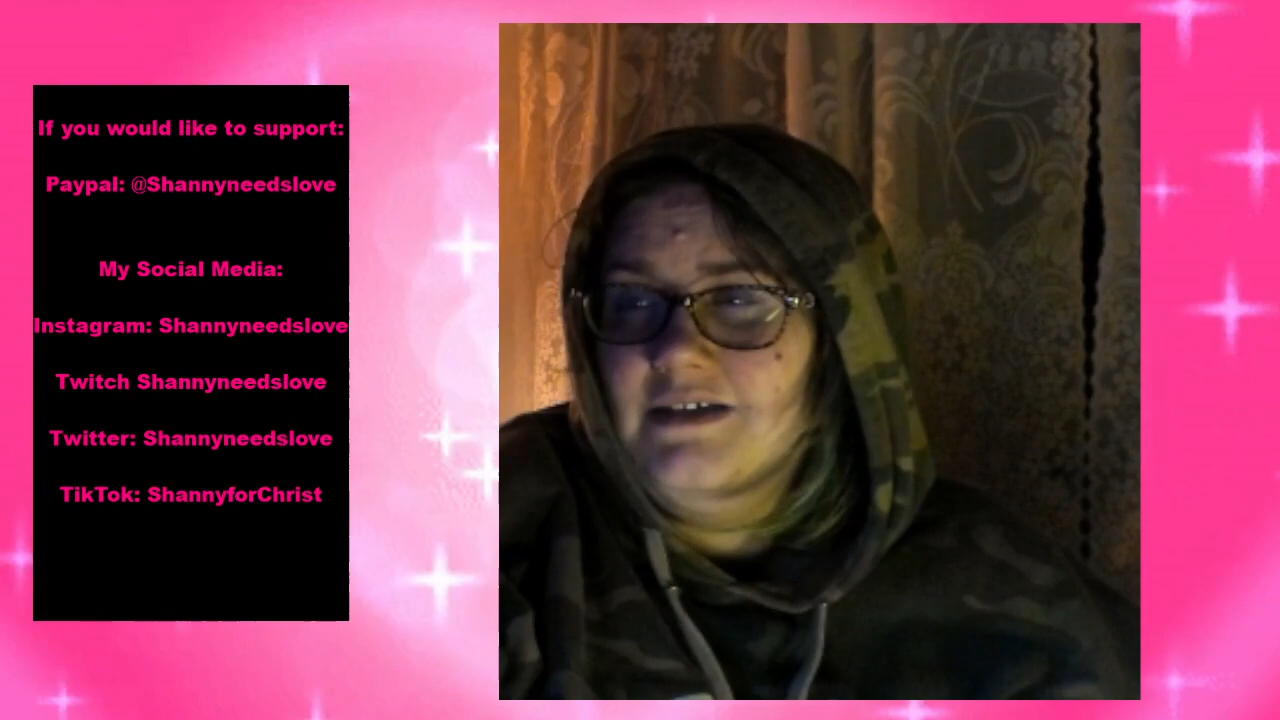 If you would like to support:
Paypal: @Shannyneedslove
My Social Media:
Instagram: Shannyneedslove
Twitch Shannyneedslove
Twitter: Shannyneedslove
TikTok: ShannyforChrist